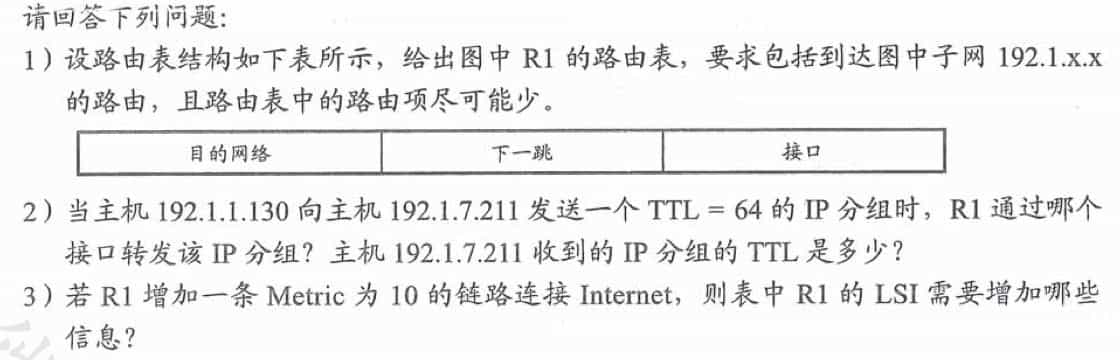 请回答下列问题:
1）设路由表结构如下表所示，给出图中 R1 的路由表，要求包括到达图中子网 192.1.x.x
的路由，且路由表中的路由项尽可能少。
目的网络 下一跳 接口
2）当主机 192.1.1.130 向主机 192.1.7.211 发送一个 TTL = 64 的 IP 分组时，R1 通过哪个
接口转发该 IP 分组？主机 192.1.7.211 收到的 IP 分组的 TTL 是多少？
3）若 R1 增加一条 Metric 为 10 的链路连接 Internet，则表中 R1 的 LSI 需要增加哪些
信息？